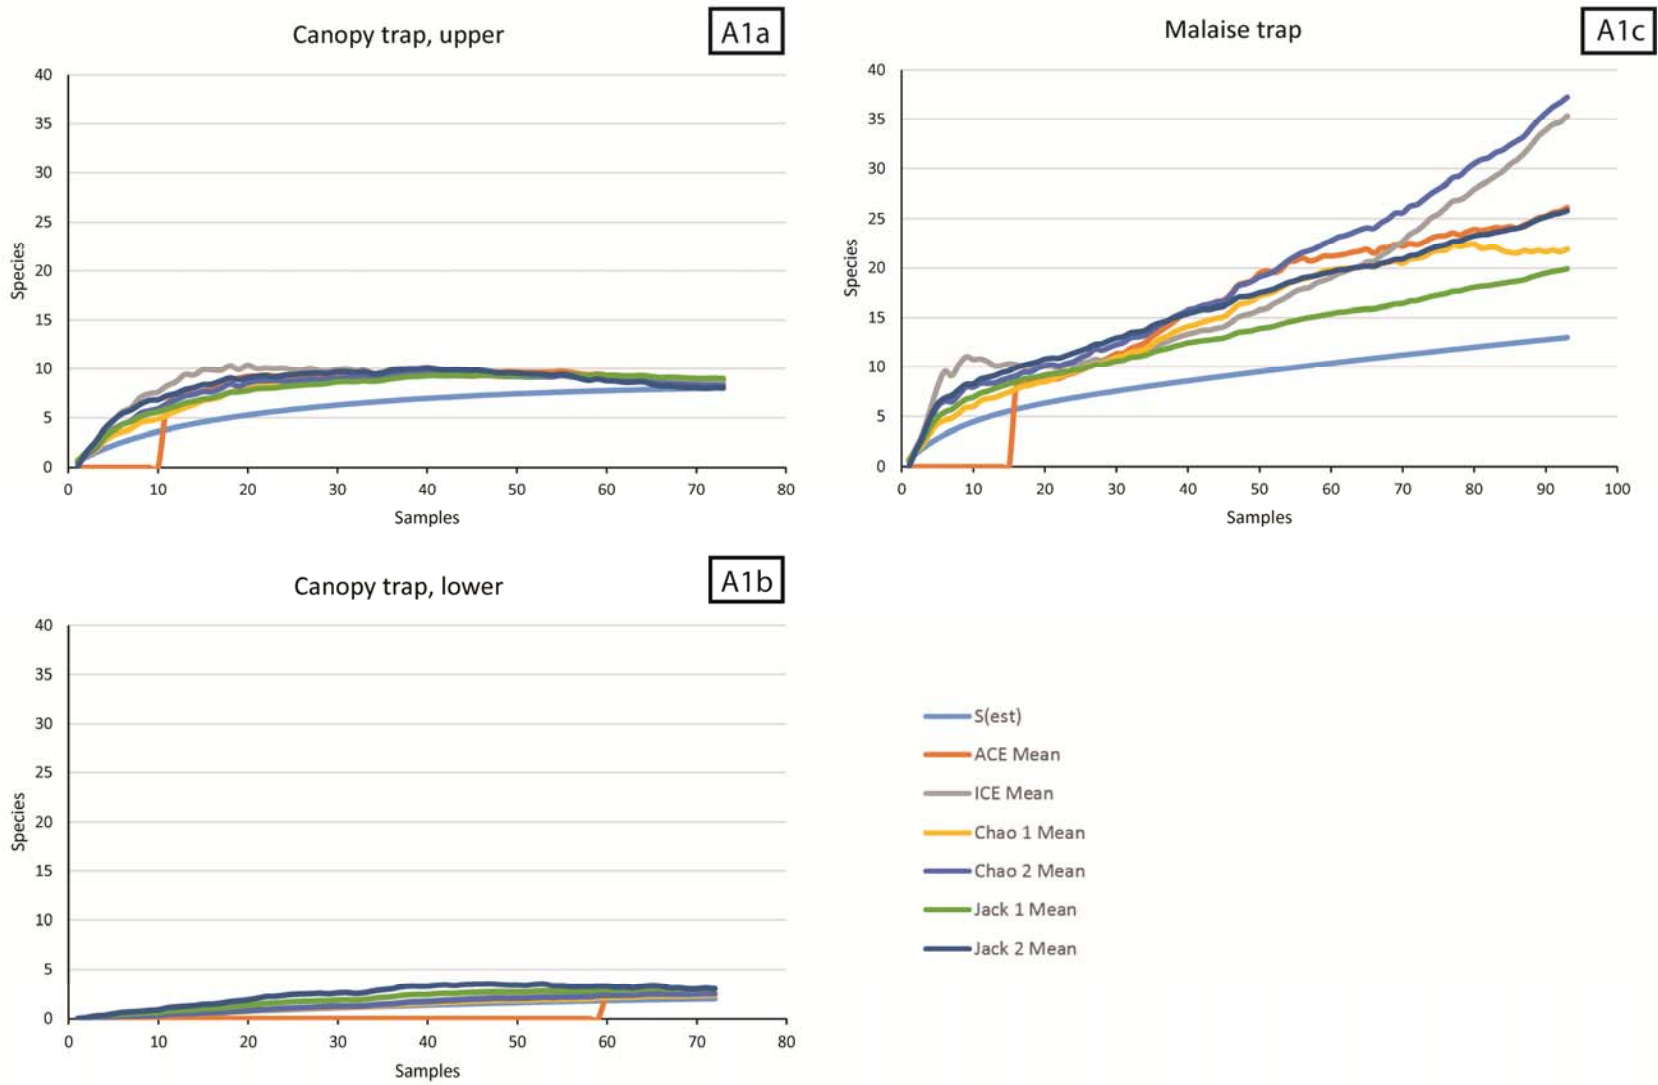 Canopy trap, upper
A1a
40
35
30
25
20
15
10
5
0
Species
0 10 20 30 40 50 60 70 80
Samples
Malaise trap
A1c
40
35
30
25
20
15
10
5
0
Species
0 10 20 30 40 50 60 70 80 90 100
Samples
Canopy trap, lower
A1b
40
35
30
25
20
15
10
5
0
Species
0 10 20 30 40 50 60 70 80
Samples
S(est)
ACE Mean
ICE Mean
Chao 1 Mean
Chao 2 Mean
Jack 1 Mean
Jack 2 Mean